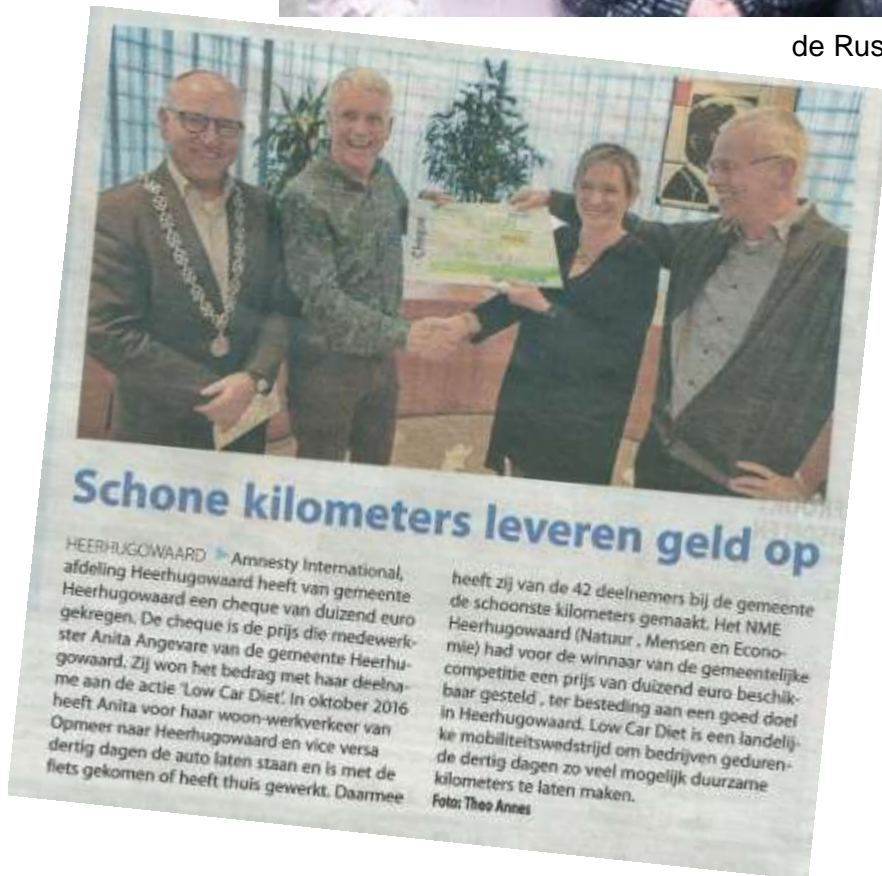 de Rus
Cheque
Schone kilometers leveren geld op
HEERHUGOWAARD Amnesty International,
afdeling Heerhugowaard heeft van gemeente
Heerhugowaard een cheque van duizend euro
gekregen. De cheque is de prijs die medewerk-
ster Anita Angevare van de gemeente Heerhu-
gowaard. Zij won het bedrag met haar deelna-
me aan de actie 'Low Car Diet'. In oktober 2016
heeft Anita voor haar woon-werkverkeer van
Opmeer naar Heerhugowaard en vice versa
dertig dagen de auto laten staan en is met de
fiets gekomen of heeft thuis gewerkt. Daarmee
heeft zij van de 42 deelnemers bij de gemeente
de schoonste kilometers gemaakt. Het NME
Heerhugowaard (Natuur , Mensen en Econo-
mie) had voor de winnaar van de gemeentelijke
competitie een prijs van duizend euro beschik-
baar gesteld , ter besteding aan een goed doel
in Heerhugowaard. Low Car Diet is een landelij-
ke mobiliteitswedstrijd om bedrijven geduren-
de dertig dagen zo veel mogelijk duurzame
kilometers te laten maken.
Foto: Theo Annes